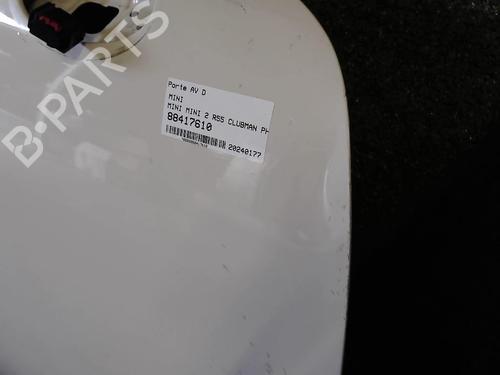 B-PARTS
Porte AV D
MINI
MINI MINI 2 R55 CLUBMAN PH
88417610
20240177